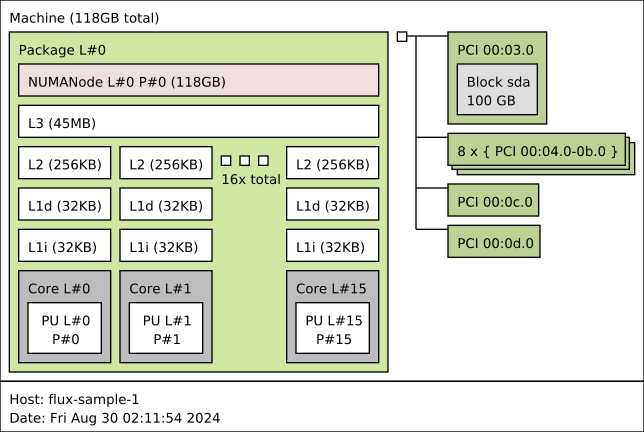 Machine (118GB total)
Package L#0
NUMANode L#0 P#0 (118GB)
L3 (45MB)
L2 (256KB) L2 (256KB) L2 (256KB)
16x total
L1d (32KB) L1d (32KB) L1d (32KB)
L1i (32KB) L1i (32KB) L1i (32KB)
Core L#0 Core L#1 Core L#15
PU L#0 PU L#1 PU L#15
P#0 P#1 P#15
PCI 00:03.0
Block sda
100 GB
8 x { PCI 00:04.0-0b.0 }
PCI 00:0c.0
PCI 00:0d.0
Host: flux-sample-1
Date: Fri Aug 30 02:11:54 2024